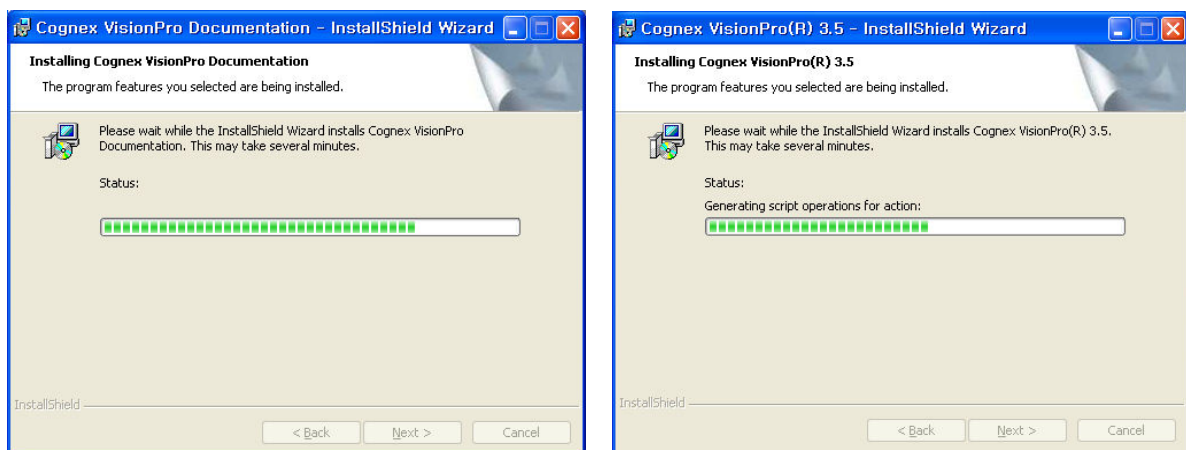 Cognex VisionPro Documentation - InstallShield Wizard
Installing Cognex VisionPro Documentation
The program features you selected are being installed.
Please wait while the InstallShield Wizard installs Cognex VisionPro
Documentation. This may take several minutes.
Status:
InstallShield
< Back
Next >
Cancel
Cognex VisionPro(R) 3.5 - InstallShield Wizard
Installing Cognex VisionPro(R) 3.5
The program features you selected are being installed.
Please wait while the InstallShield Wizard installs Cognex VisionPro(R) 3.5.
This may take several minutes.
Status:
Generating script operations for action:
InstallShield
< Back
Next >
Cancel